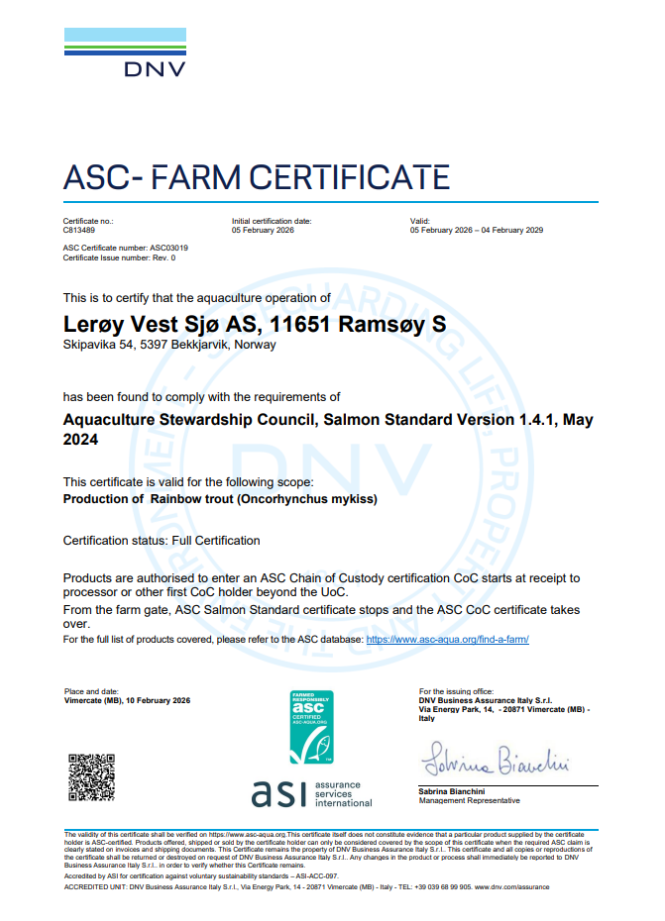 DNV
ASC- FARM CERTIFICATE
Certificate no.:
C813489
Initial certification date:
05 February 2026
Valid:
05 February 2026 – 04 February 2029
ASC Certificate number: ASC03019
Certificate Issue number: Rev. 0
This is to certify that the aquaculture operation of
Lerøy Vest Sjø AS, 11651 Ramsøy S
Skipavika 54, 5397 Bekkjarvik, Norway
has been found to comply with the requirements of
Aquaculture Stewardship Council, Salmon Standard Version 1.4.1, May
2024
This certificate is valid for the following scope:
Production of Rainbow trout (Oncorhynchus mykiss)
Certification status: Full Certification
Products are authorised to enter an ASC Chain of Custody certification CoC starts at receipt to
processor or other first CoC holder beyond the UoC.
From the farm gate, ASC Salmon Standard certificate stops and the ASC CoC certificate takes
over.
For the full list of products covered, please refer to the ASC database: https://www.asc-aqua.org/find-a-farm/
Place and date:
Vimercate (MB), 10 February 2026
FARMED
RESPONSIBLY
asc
CERTIFIED
ASC-AQUA.ORG
TM
asi assurance
services
international
For the issuing office:
DNV Business Assurance Italy S.r.l.
Via Energy Park, 14, - 20871 Vimercate (MB) -
Italy
Sabrina Bianchini
Sabrina Bianchini
Management Representative
The validity of this certificate shall be verified on https://www.asc-aqua.org.This certificate itself does not constitute evidence that a particular product supplied by the certificate
holder is ASC-certified. Products offered, shipped or sold by the certificate holder can only be considered covered by the scope of this certificate when the required ASC claim is
clearly stated on invoices and shipping documents. This Certificate remains the property of DNV Business Assurance Italy S.r.l.. This certificate and all copies or reproductions of
the certificate shall be returned or destroyed on request of DNV Business Assurance Italy S.r.l.. Any changes in the product or process shall immediately be reported to DNV
Business Assurance Italy S.r.l. in order to verify whether this Certificate remains.
Accredited by ASI for certification against voluntary sustainability standards – ASI-ACC-097.
ACCREDITED UNIT: DNV Business Assurance Italy S.r.l., Via Energy Park, 14 - 20871 Vimercate (MB) - Italy - TEL: +39 039 68 99 905. www.dnv.com/assurance